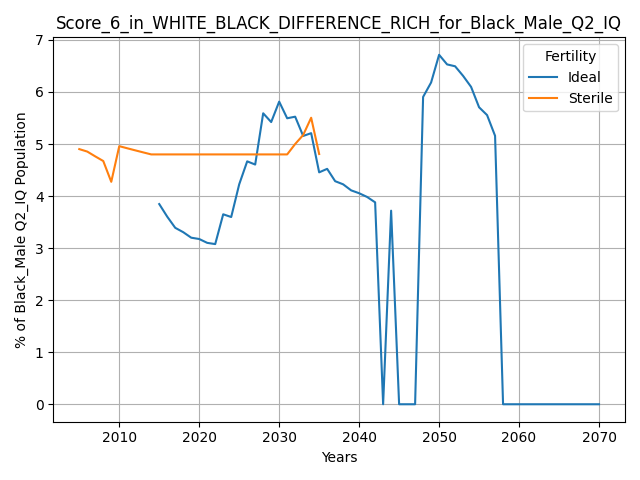 Score_6_in_WHITE_BLACK_DIFFERENCE_RICH_for_Black_Male_Q2_IQ
7
6
5
4
3
2
1
0
% of Black_Male Q2_IQ Population
Fertility
Ideal
Sterile
2010 2020 2030 2040 2050 2060 2070
Years